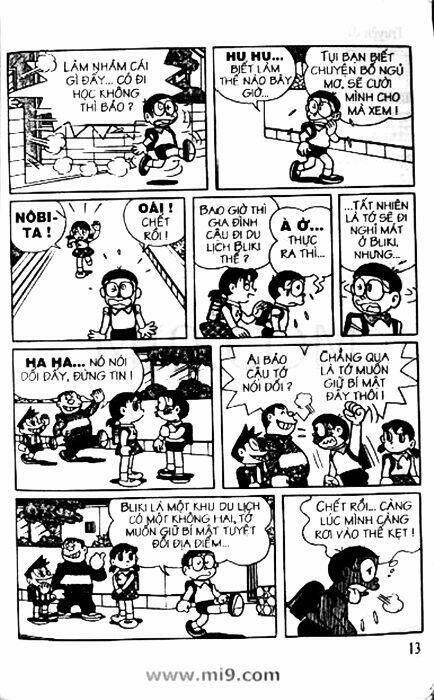 LÀM NHẢM CÁI
GÌ ĐẤY... CÓ ĐI
HỌC KHÔNG
THÌ BẢO ?
HU HU...
BIẾT LÀM
THẾ NÀO BÂY
GIỜ...
TỤI BẠN BIẾT
CHUYỆN BỐ NGỦ
MƠ, SẼ CƯỜI
MÌNH CHO
MÀ XEM !
NÔBI-
TA !
OÁI !
CHẾT
RỒI !
BAO GIỜ THÌ
GIA ĐÌNH
CẬU ĐI DU
LỊCH BLIKI
THẾ ?
À Ờ...
THỰC
RA THÌ...
...TẤT NHIÊN
LÀ TỚ SẼ ĐI
NGHỈ MÁT
Ở BLIKI,
NHƯNG...
HA HA... NÓ NÓI
DỐI ĐẤY, ĐỪNG TIN !
AI BẢO
CẬU TỚ
NÓI DỐI ?
CHẲNG QUA
LÀ TỚ MUỐN
GIỮ BÍ MẬT
ĐẤY THÔI !
BLIKI LÀ MỘT KHU DU LỊCH
CÓ MỘT KHÔNG HAI, TỚ
MUỐN GIỮ BÍ MẬT TUYỆT
ĐỐI ĐỊA ĐIỂM...
CHẾT RỒI... CÀNG
LÚC MÌNH CÀNG
RƠI VÀO THẾ KẸT !
13
www.mi9.com